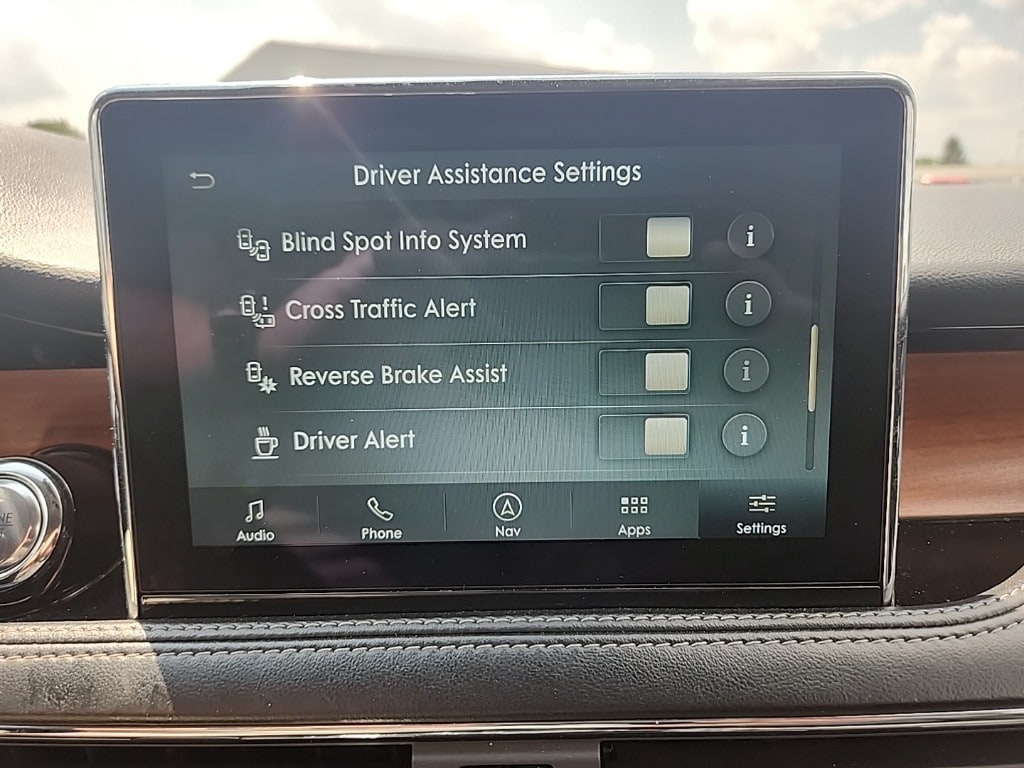 Driver Assistance Settings
Blind Spot Info System
i
Cross Traffic Alert
i
Reverse Brake Assist
i
Driver Alert
i
Audio
Phone
Nav
Apps
Settings